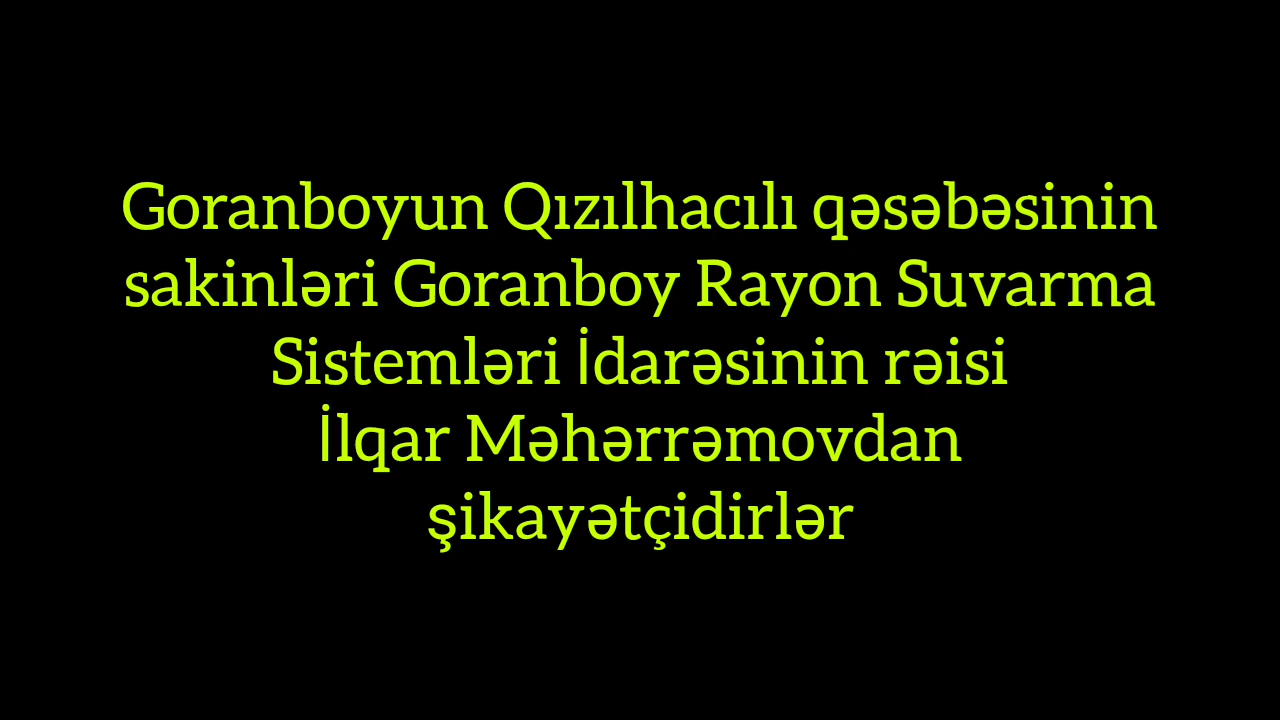 Goranboyun Qızılhacılı qəsəbəsinin
sakinləri Goranboy Rayon Suvarma
Sistemləri İdarəsinin rəisi
İlqar Məhərrəmovdan
şikayətçidirlər